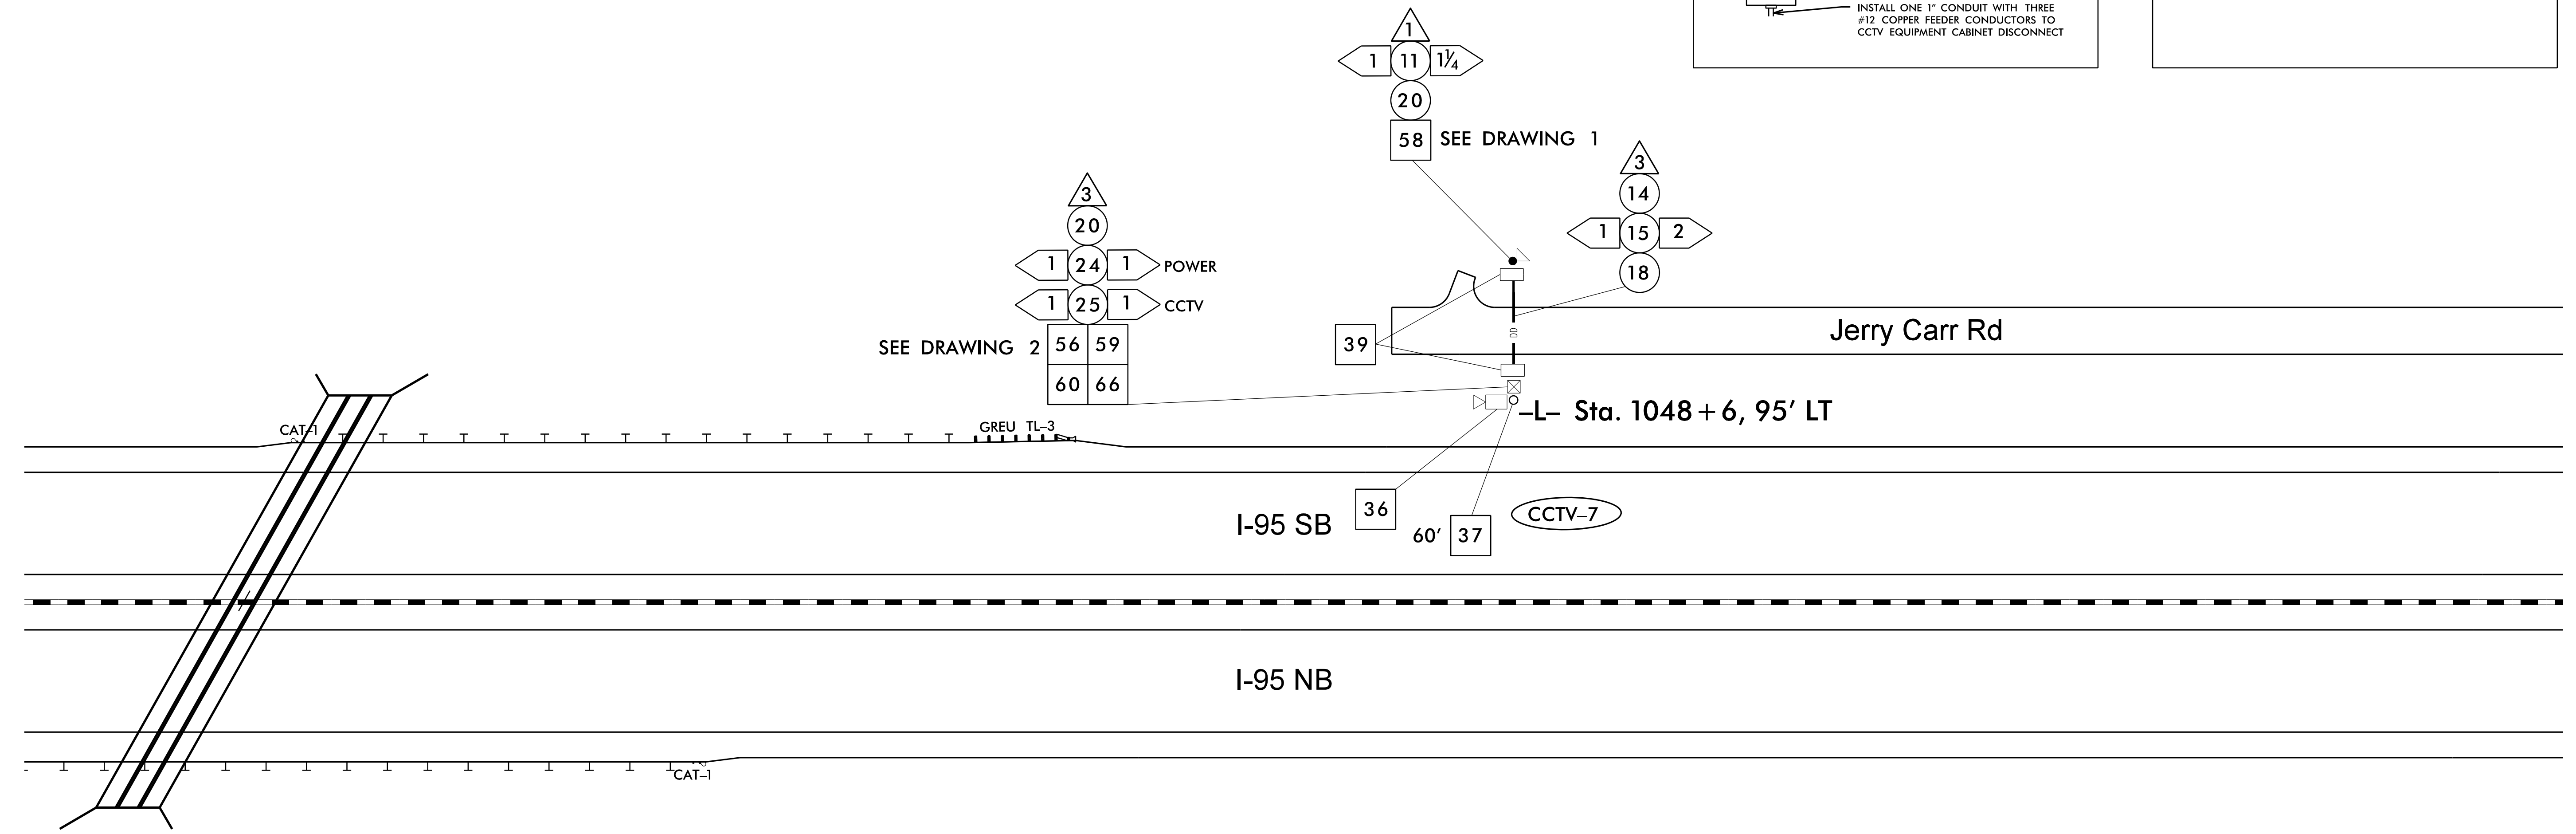 INSTALL ONE 1" CONDUIT WITH THREE
#12 COPPER FEEDER CONDUCTORS TO
CCTV EQUIPMENT CABINET DISCONNECT
1
1 11 1¼
20
58 SEE DRAWING 1
3
14
1 15 2
18
3
20
1 24 1 POWER
1 25 1 CCTV
SEE DRAWING 2 56 59
60 66
39
Jerry Carr Rd
–L– Sta. 1048+6, 95' LT
CAT–1
GREU TL–3
36
I-95 SB
60' 37
CCTV–7
I-95 NB
CAT–1